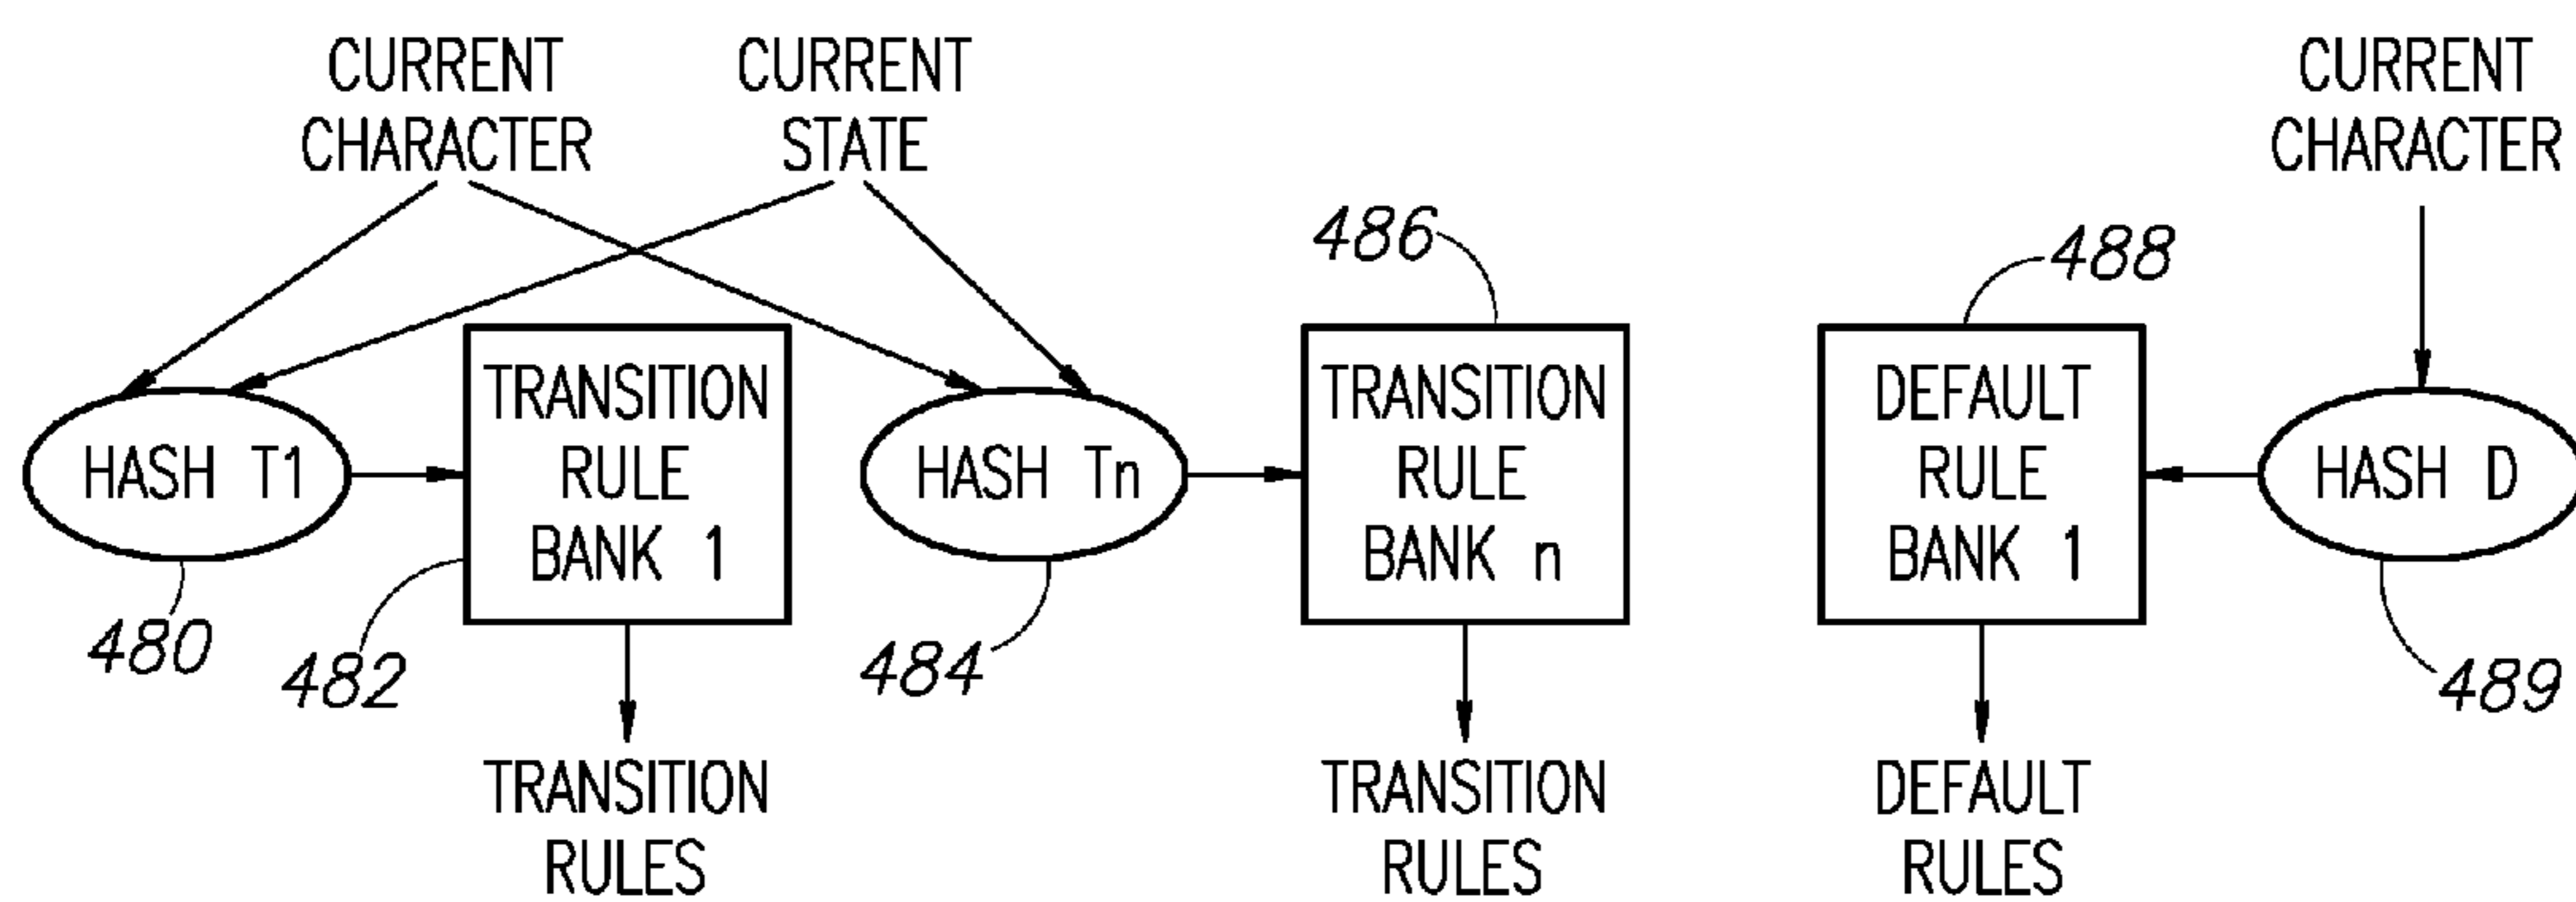 CURRENT
CHARACTER
CURRENT
STATE
CURRENT
CHARACTER
486
488
HASH T1
TRANSITION
RULE
BANK 1
HASH Tn
TRANSITION
RULE
BANK n
DEFAULT
RULE
BANK 1
HASH D
480
482
484
489
TRANSITION
RULES
TRANSITION
RULES
DEFAULT
RULES